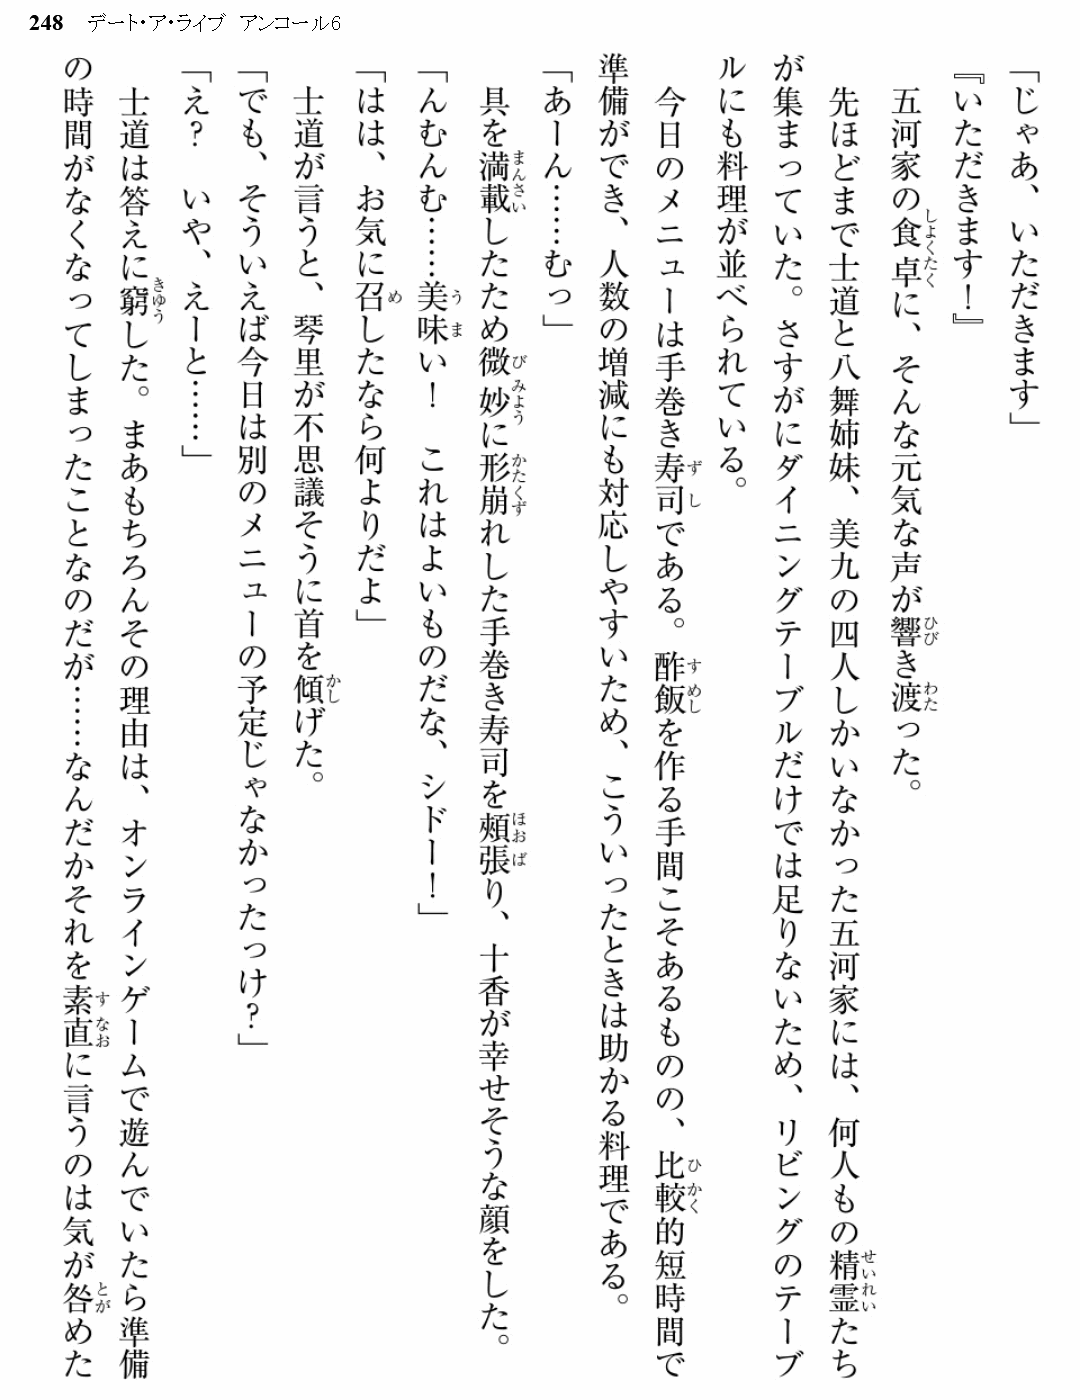 248 デート・ア・ライブ アンコール6
「じゃあ、いただきます」
『いただきます！』
五河家の食卓に、そんな元気な声が響き渡った。
先ほどまで士道と八舞姉妹、美九の四人しかいなかった五河家には、何人もの精霊たち
が集まっていた。さすがにダイニングテーブルだけでは足りないため、リビングのテーブ
ルにも料理が並べられている。
今日のメニューは手巻き寿司である。酢飯を作る手間こそあるものの、比較的短時間で
準備ができ、人数の増減にも対応しやすいため、こういったときは助かる料理である。
「あーん……むっ」
具を満載したため微妙に形崩れした手巻き寿司を頰張り、十香が幸せそうな顔をした。
「んむんむ……美味い！　これはよいものだな、シドー！」
「はは、お気に召したなら何よりだよ」
士道が言うと、琴里が不思議そうに首を傾げた。
「でも、そういえば今日は別のメニューの予定じゃなかったっけ？」
「え？　いや、えーと……」
士道は答えに窮した。まあもちろんその理由は、オンラインゲームで遊んでいたら準備
の時間がなくなってしまったことなのだが……なんだかそれを素直に言うのは気が咎めた